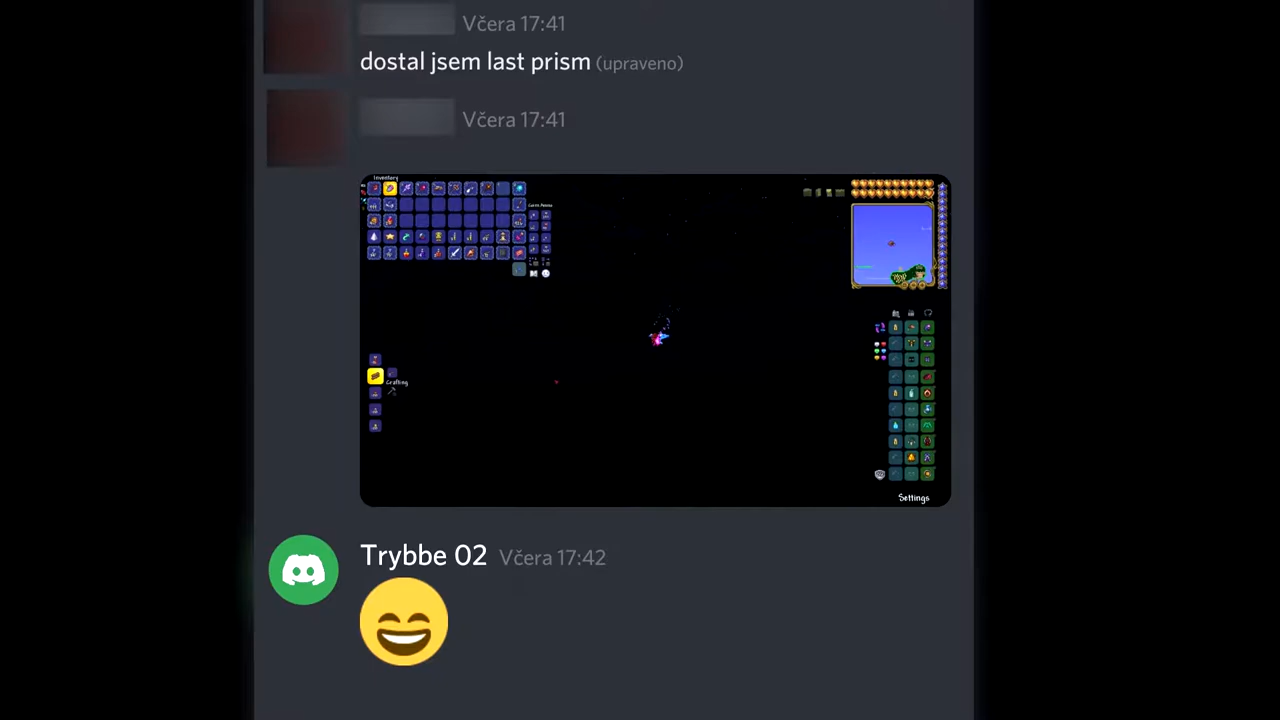 Včera 17:41
dostal jsem last prism (upraveno)
Včera 17:41
Inventory
Crafting
Settings
Trybbe 02 Včera 17:42